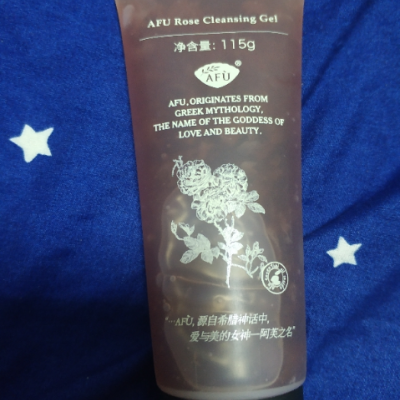 AFU Rose Cleansing Gel
净含量: 115g
AFÙ®
AFU, ORIGINATES FROM
GREEK MYTHOLOGY,
THE NAME OF THE GODDESS OF
LOVE AND BEAUTY.
“—AFÙ, 源自希腊神话中,
爱与美的女神—阿芙之名”